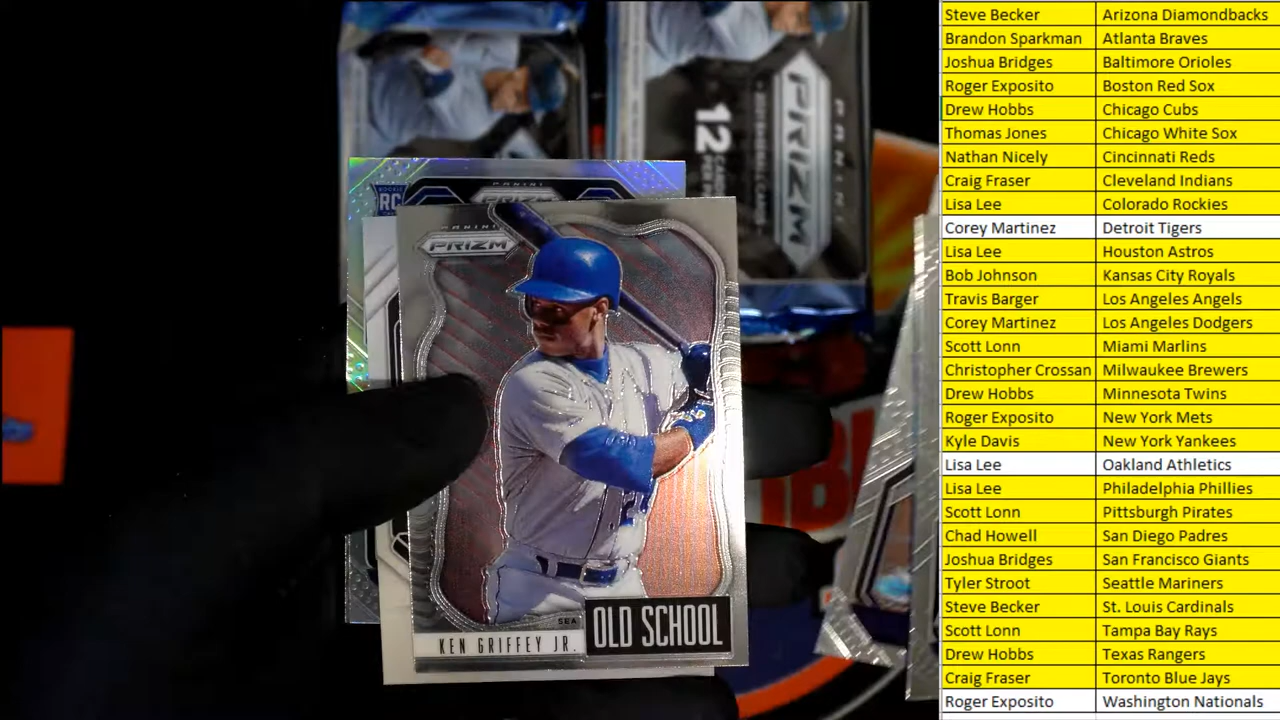 Steve Becker Arizona Diamondbacks
Brandon Sparkman Atlanta Braves
Joshua Bridges Baltimore Orioles
Roger Exposito Boston Red Sox
Drew Hobbs Chicago Cubs
Thomas Jones Chicago White Sox
Nathan Nicely Cincinnati Reds
Craig Fraser Cleveland Indians
Lisa Lee Colorado Rockies
Corey Martinez Detroit Tigers
Lisa Lee Houston Astros
Bob Johnson Kansas City Royals
Travis Barger Los Angeles Angels
Corey Martinez Los Angeles Dodgers
Scott Lonn Miami Marlins
Christopher Crossan Milwaukee Brewers
Drew Hobbs Minnesota Twins
Roger Exposito New York Mets
Kyle Davis New York Yankees
Lisa Lee Oakland Athletics
Lisa Lee Philadelphia Phillies
Scott Lonn Pittsburgh Pirates
Chad Howell San Diego Padres
Joshua Bridges San Francisco Giants
Tyler Stroot Seattle Mariners
Steve Becker St. Louis Cardinals
Scott Lonn Tampa Bay Rays
Drew Hobbs Texas Rangers
Craig Fraser Toronto Blue Jays
Roger Exposito Washington Nationals
PANINI
PRIZM
12
RC
PANINI
PANINI
PRIZM
SEA
KEN GRIFFEY JR.
OLD SCHOOL